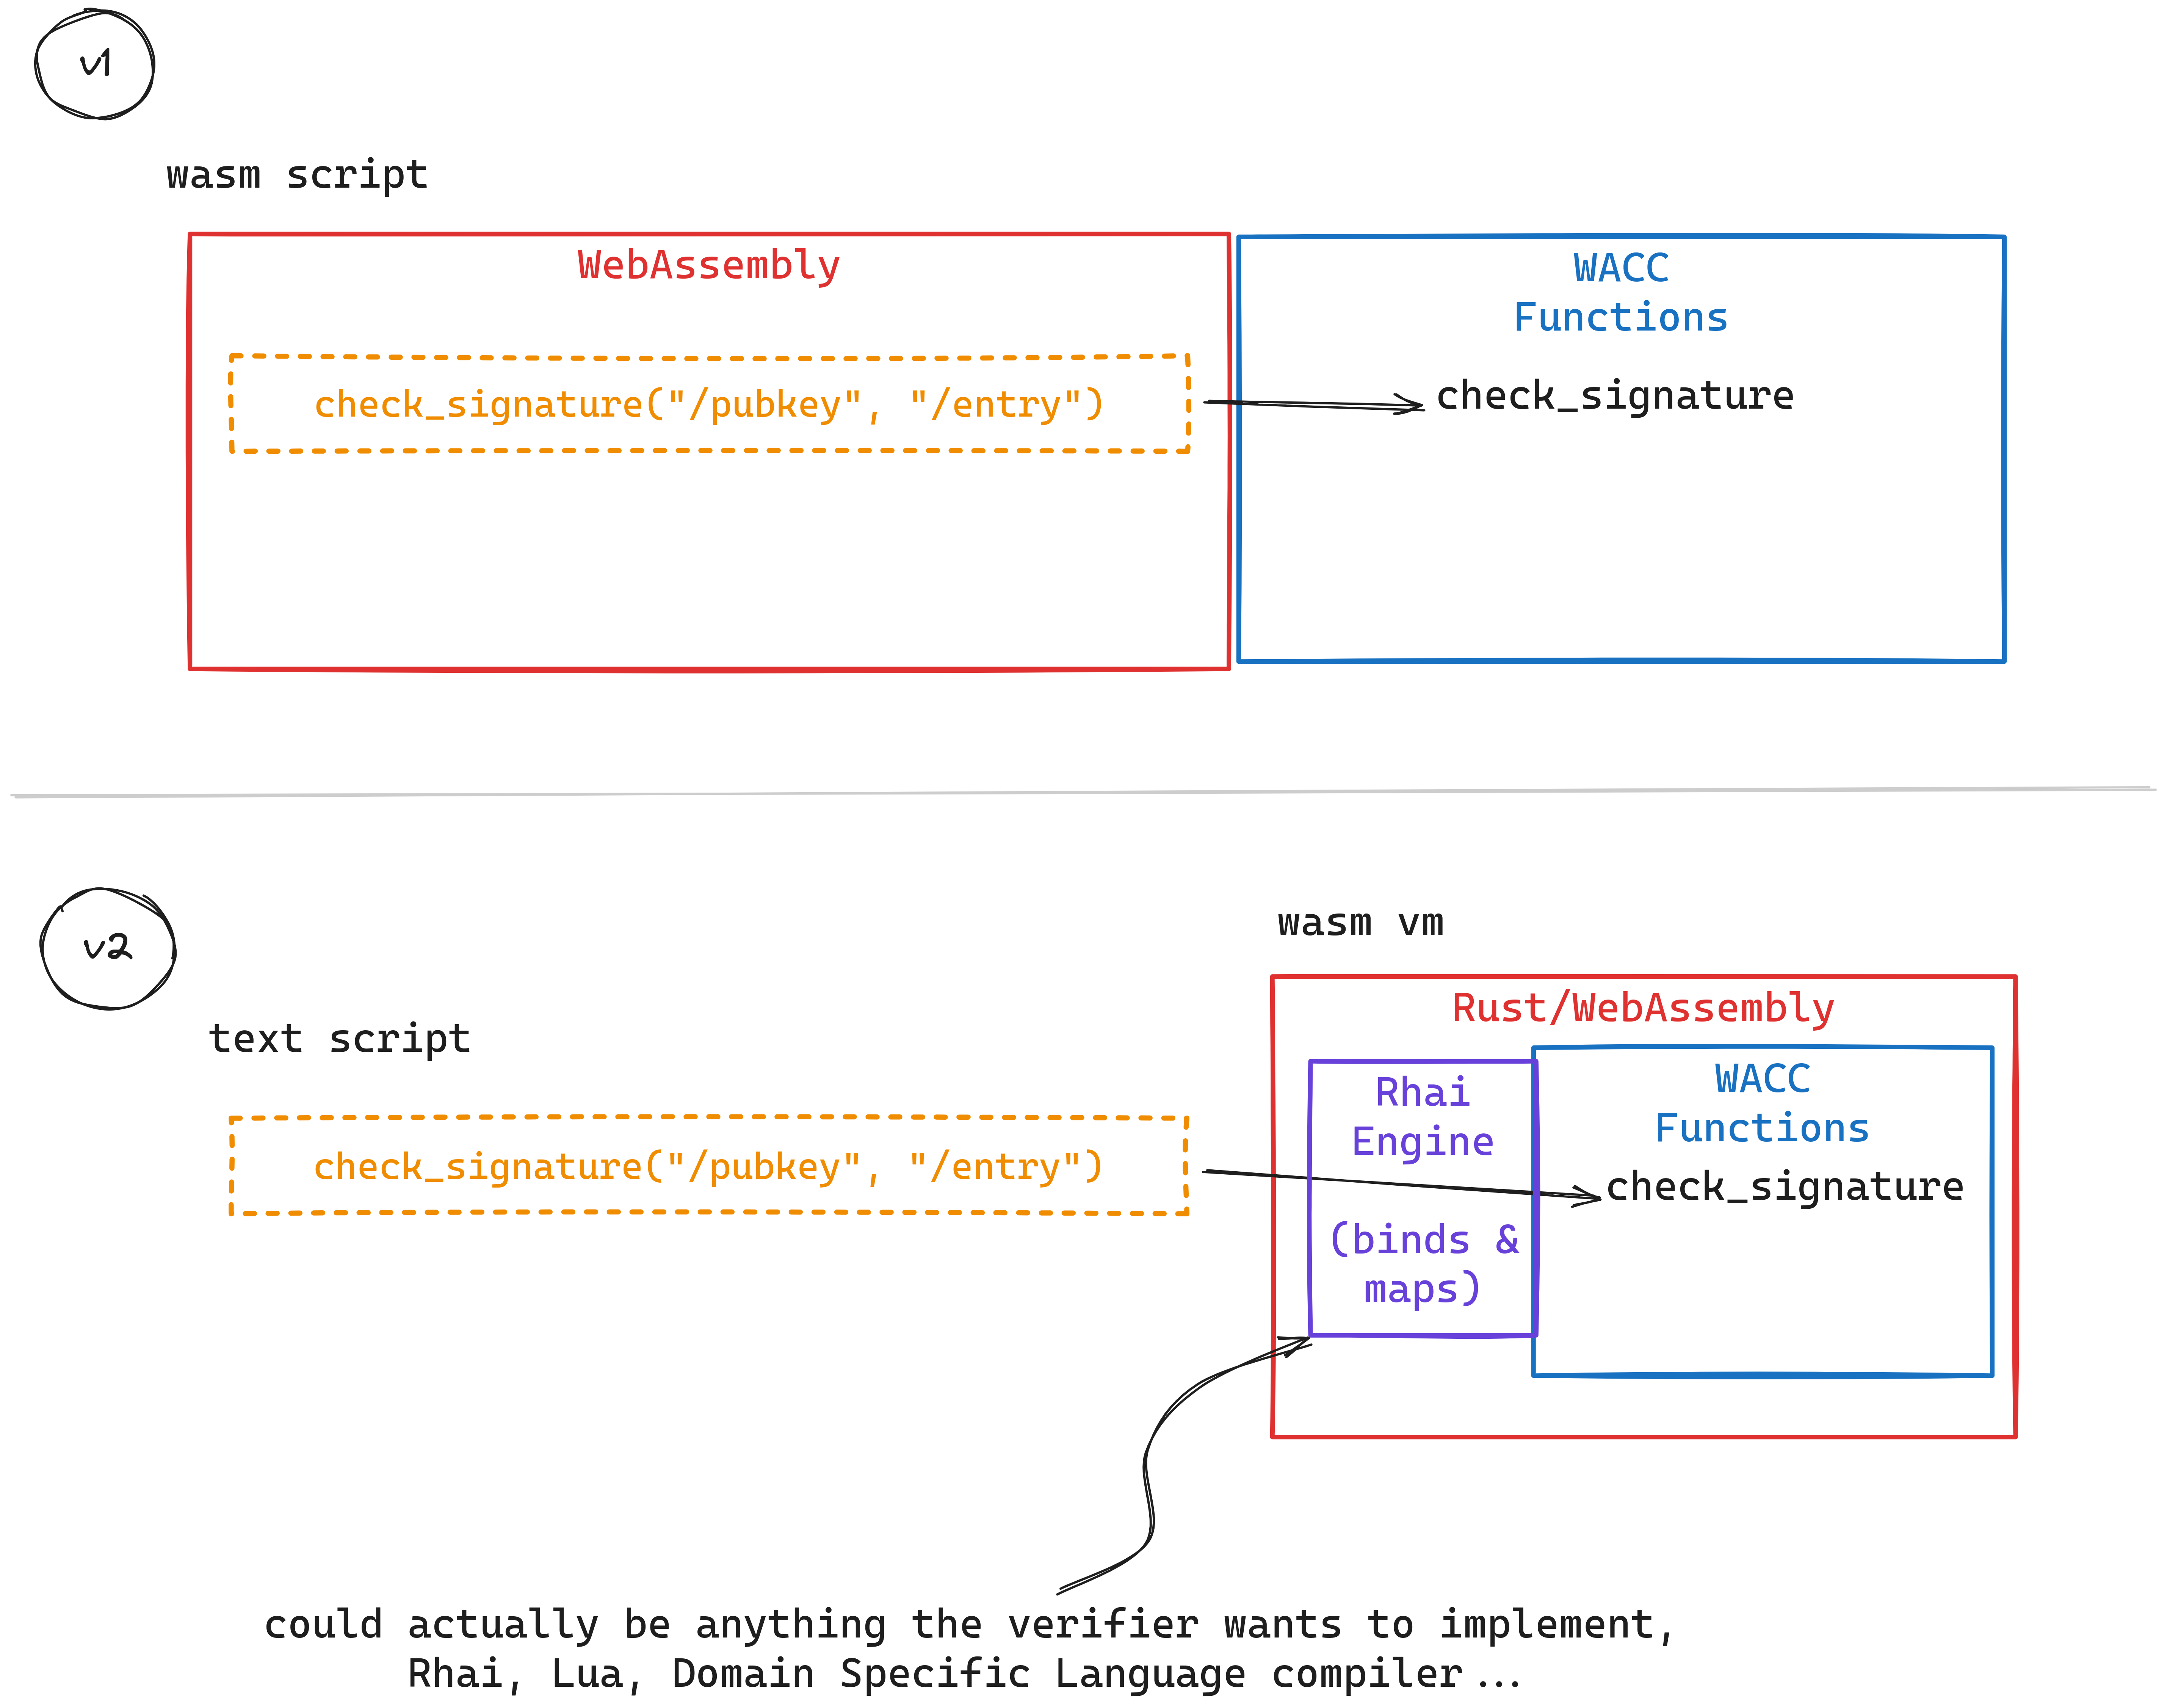 v1
wasm script
WebAssembly
WACC
Functions
check_signature("/pubkey", "/entry")
check_signature
v2
wasm vm
text script
Rust/WebAssembly
Rhai
Engine
(binds &
maps)
WACC
Functions
check_signature("/pubkey", "/entry")
check_signature
could actually be anything the verifier wants to implement,
Rhai, Lua, Domain Specific Language compiler...